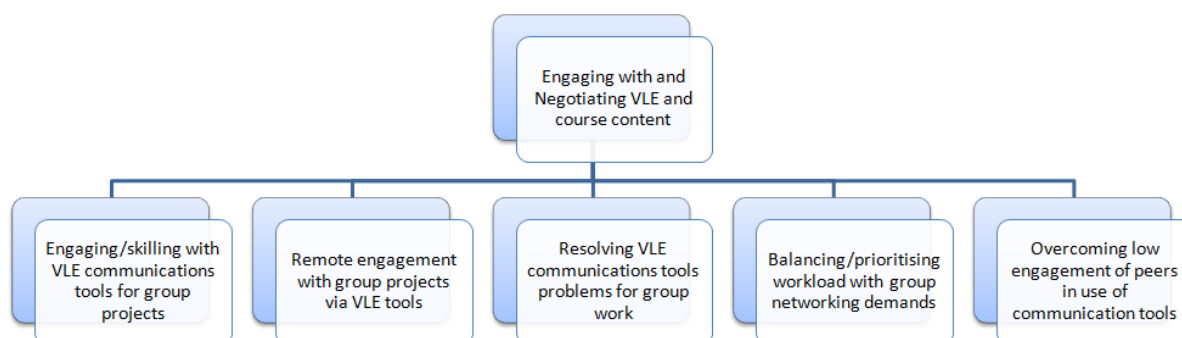 Engaging with and
Negotiating VLE and
course content
Engaging/skilling with
VLE communications
tools for group
projects
Remote engagement
with group projects
via VLE tools
Resolving VLE
communications tools
problems for group
work
Balancing/prioritising
workload with group
networking demands
Overcoming low
engagement of peers
in use of
communication tools